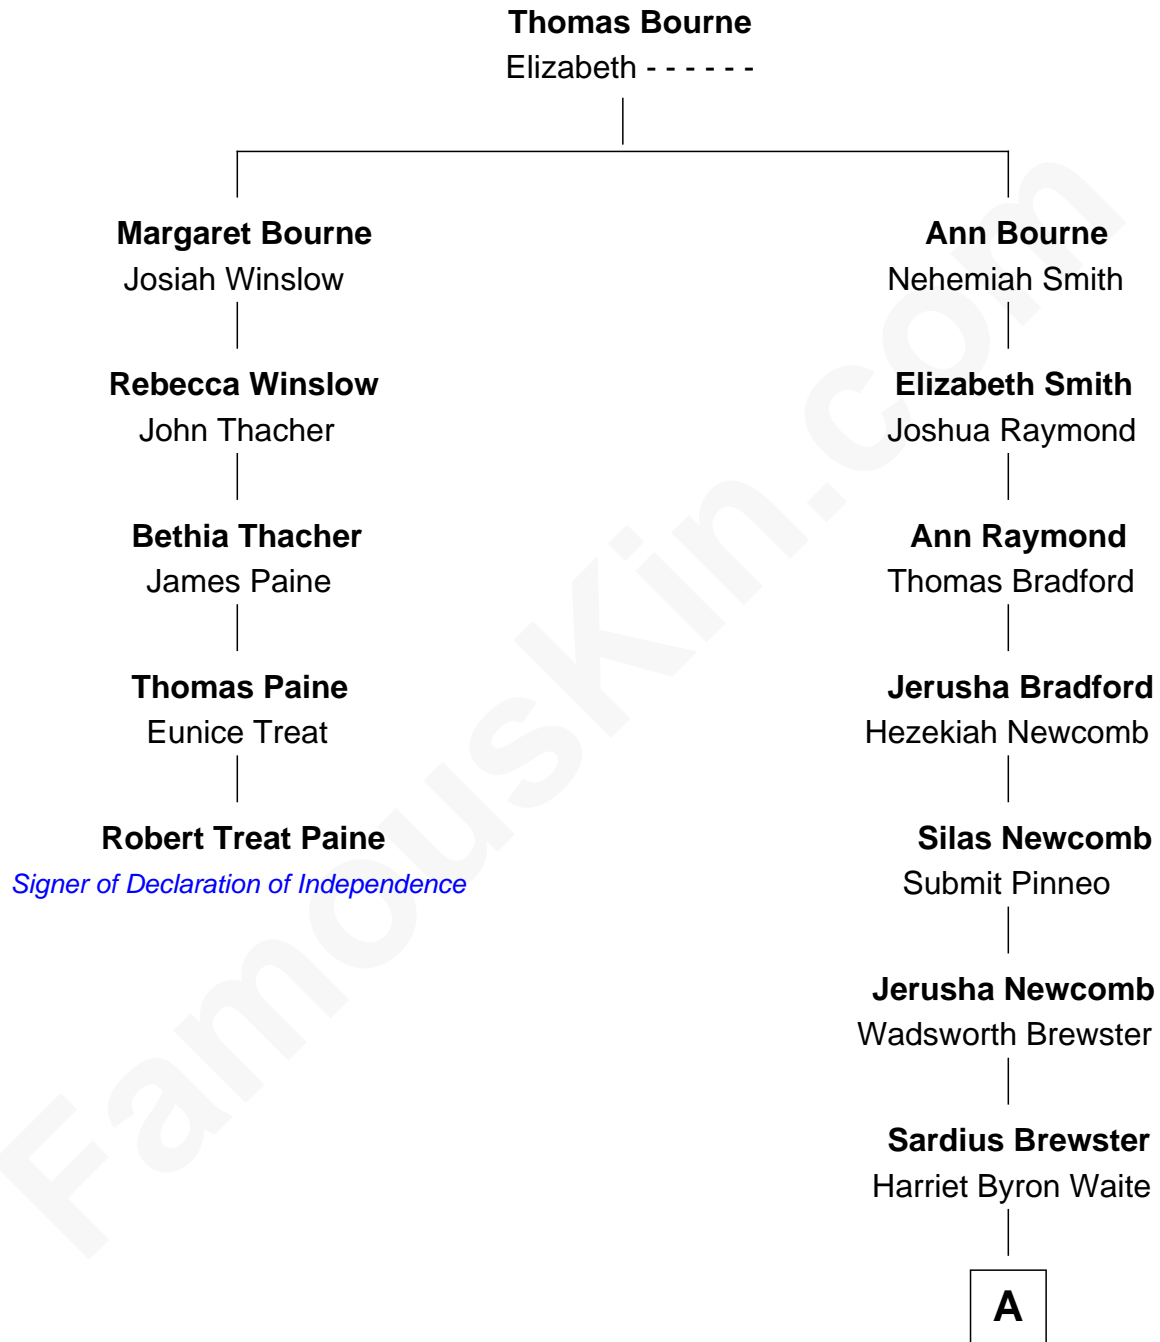 Thomas Bourne
Elizabeth - - - - - -
Margaret Bourne
Josiah Winslow
Rebecca Winslow
John Thacher
Bethia Thacher
James Paine
Thomas Paine
Eunice Treat
Robert Treat Paine
Signer of Declaration of Independence
Ann Bourne
Nehemiah Smith
Elizabeth Smith
Joshua Raymond
Ann Raymond
Thomas Bradford
Jerusha Bradford
Hezekiah Newcomb
Silas Newcomb
Submit Pinneo
Jerusha Newcomb
Wadsworth Brewster
Sardius Brewster
Harriet Byron Waite
A
FamousKin.com